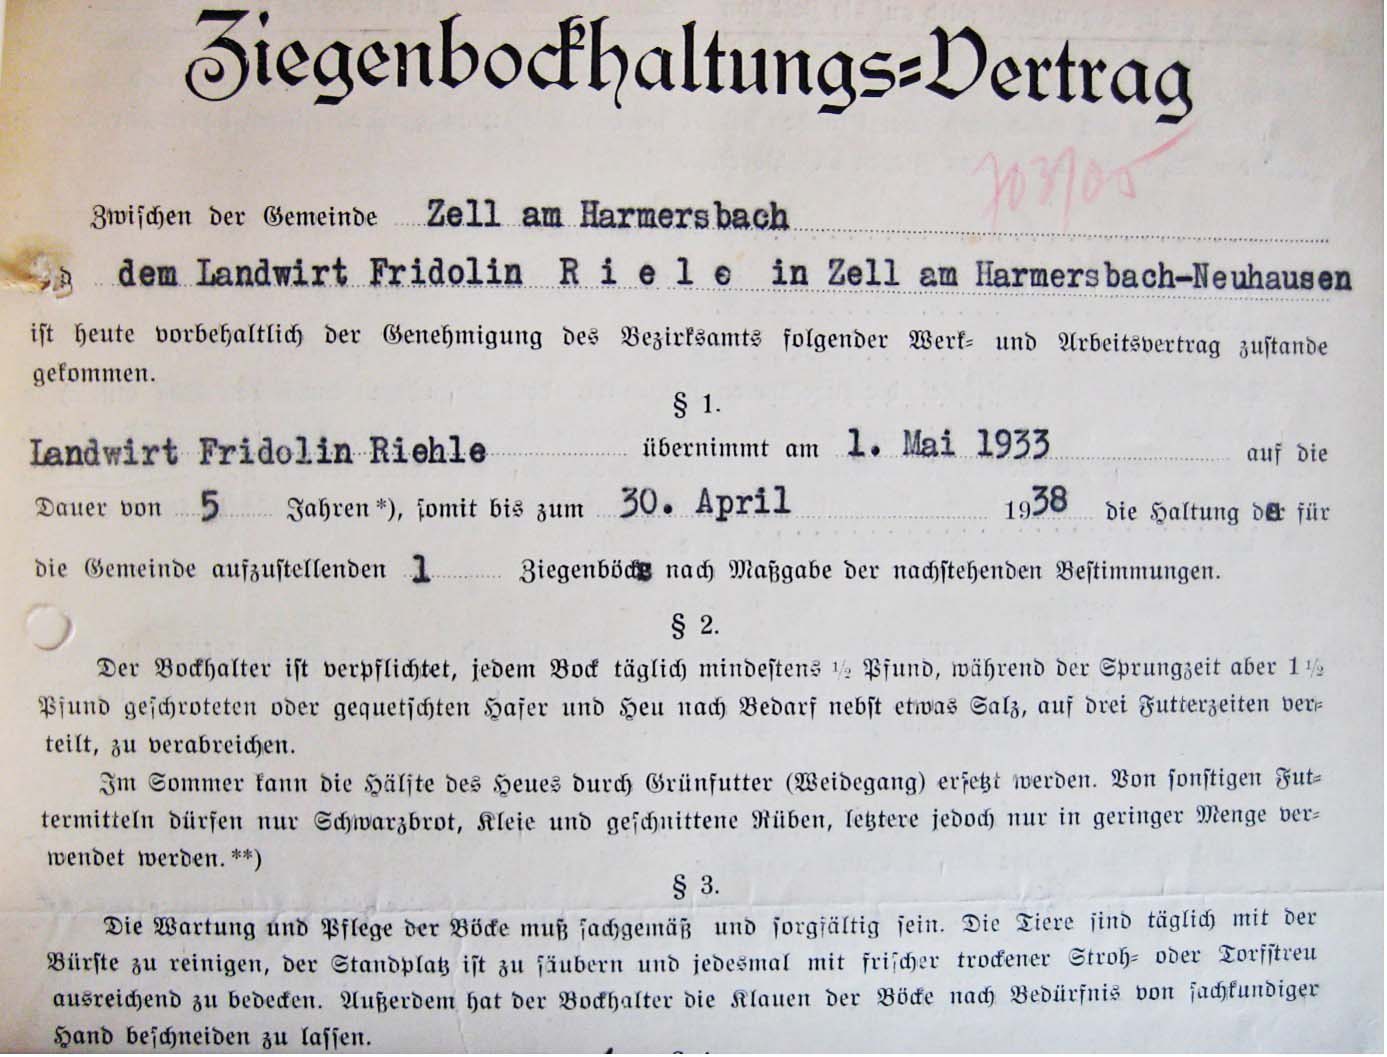 Ziegenbockhaltungs=Vertrag
Zwischen der Gemeinde Zell am Harmersbach
dem Landwirt Fridolin R i e l e in Zell am Harmersbach-Neuhausen
ist heute vorbehaltlich der Genehmigung des Bezirksamts folgender Werk= und Arbeitsvertrag zustande
gekommen.
§ 1.
Landwirt Fridolin Riehle übernimmt am 1. Mai 1933 auf die
Dauer von 5 Jahren *), somit bis zum 30. April 1938 die Haltung des für
die Gemeinde aufzustellenden 1 Ziegenbocks nach Maßgabe der nachstehenden Bestimmungen.
§ 2.
Der Bockhalter ist verpflichtet, jedem Bock täglich mindestens ½ Pfund, während der Sprungzeit aber 1 ½
Pfund geschroteten oder gequetschten Hafer und Heu nach Bedarf nebst etwas Salz, auf drei Futterzeiten ver=
teilt, zu verabreichen.
Im Sommer kann die Hälfte des Heues durch Grünfutter (Weidegang) ersetzt werden. Von sonstigen Fut=
termitteln dürfen nur Schwarzbrot, Kleie und geschnittene Rüben, letztere jedoch nur in geringer Menge ver=
wendet werden. **)
§ 3.
Die Wartung und Pflege der Böcke muß sachgemäß und sorgfältig sein. Die Tiere sind täglich mit der
Bürste zu reinigen, der Standplatz ist zu säubern und jedesmal mit frischer trockener Stroh= oder Torfstreu
ausreichend zu bedecken. Außerdem hat der Bockhalter die Klauen der Böcke nach Bedürfnis von sachkundiger
Hand beschneiden zu lassen.